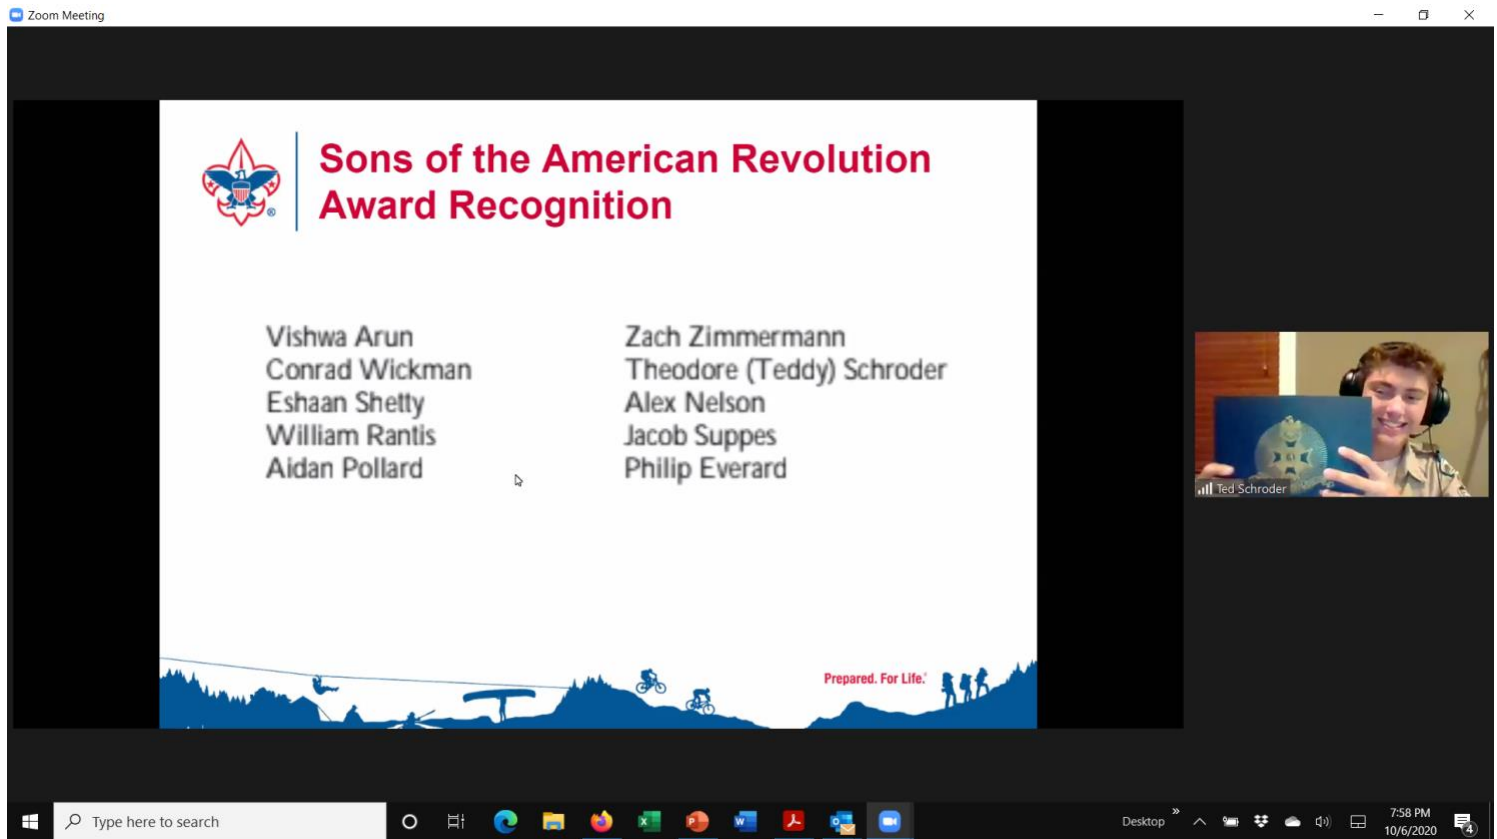 Zoom Meeting
Sons of the American Revolution
Award Recognition
®
Vishwa Arun
Conrad Wickman
Eshaan Shetty
William Rantis
Aidan Pollard
Zach Zimmermann
Theodore (Teddy) Schroder
Alex Nelson
Jacob Suppes
Philip Everard
Prepared. For Life.
Ted Schroder
Type here to search
Desktop
7:58 PM
10/6/2020
4